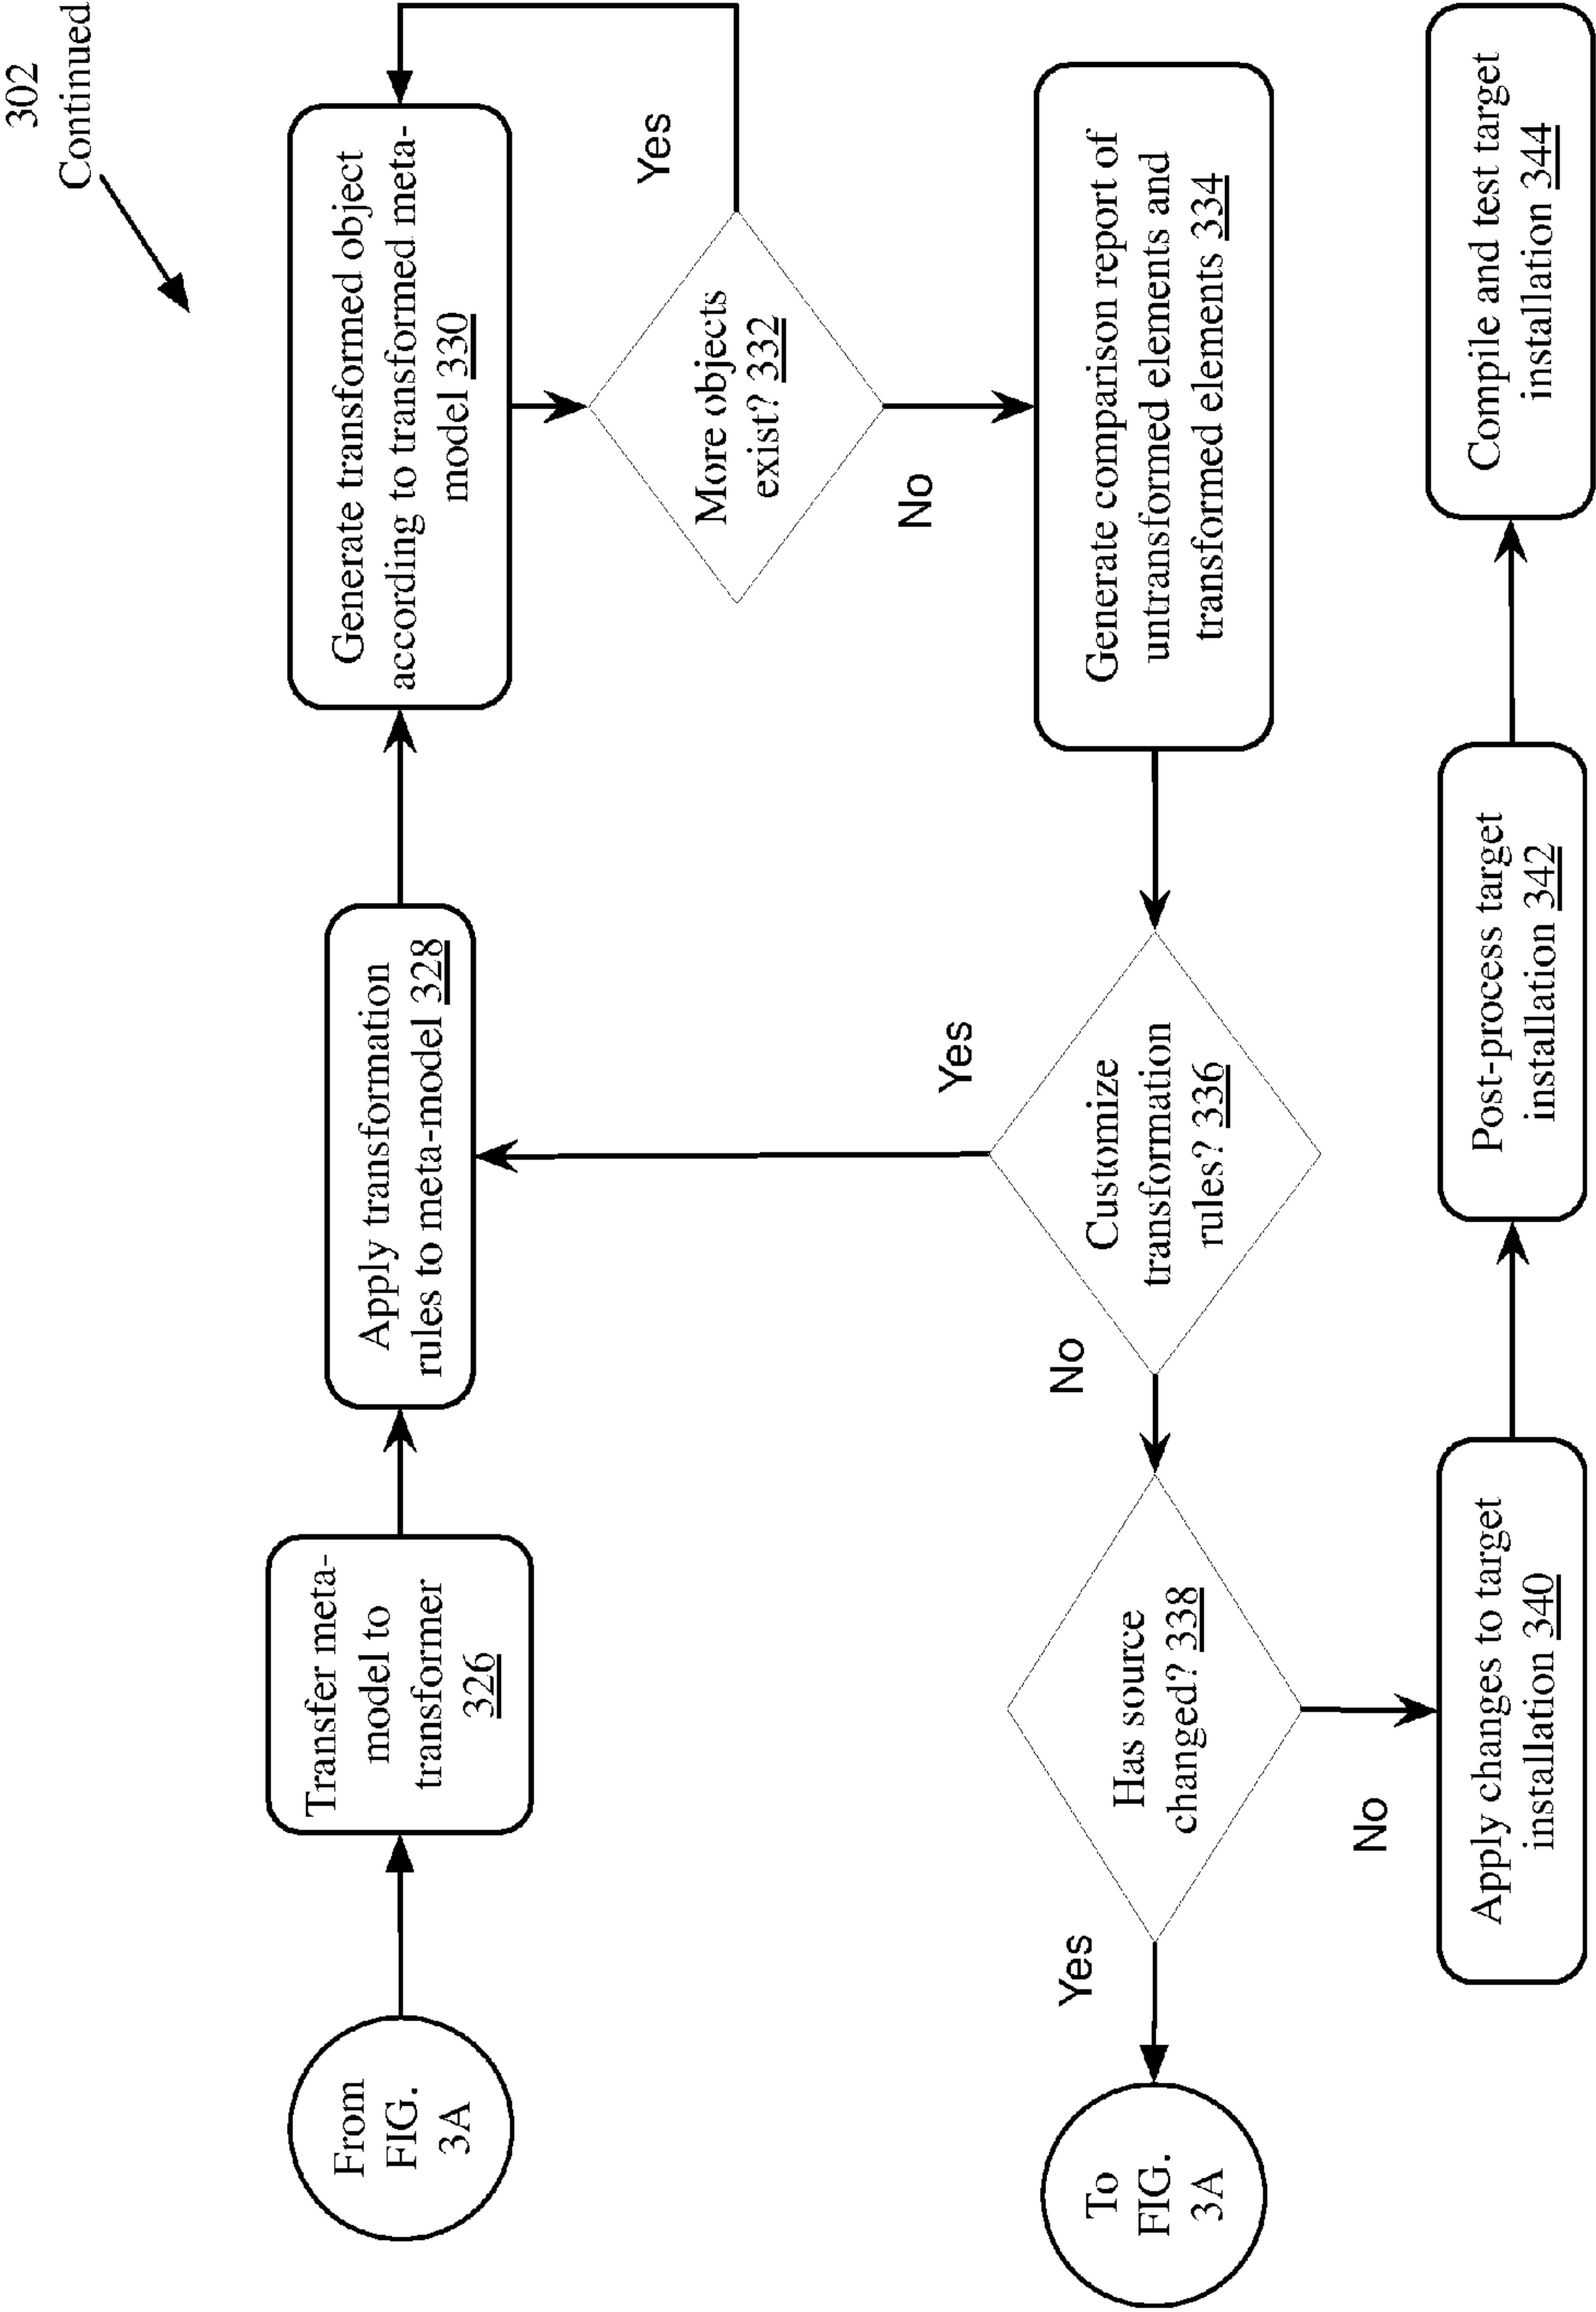 302
Continued
From
FIG.
3A
Transfer meta-
model to
transformer
326
Apply transformation
rules to meta-model 328
Generate transformed object
according to transformed meta-
model 330
More objects
exist? 332
Yes
No
Generate comparison report of
untransformed elements and
transformed elements 334
Customize
transformation
rules? 336
Yes
No
Has source
changed? 338
Yes
No
To
FIG.
3A
Apply changes to target
installation 340
Post-process target
installation 342
Compile and test target
installation 344